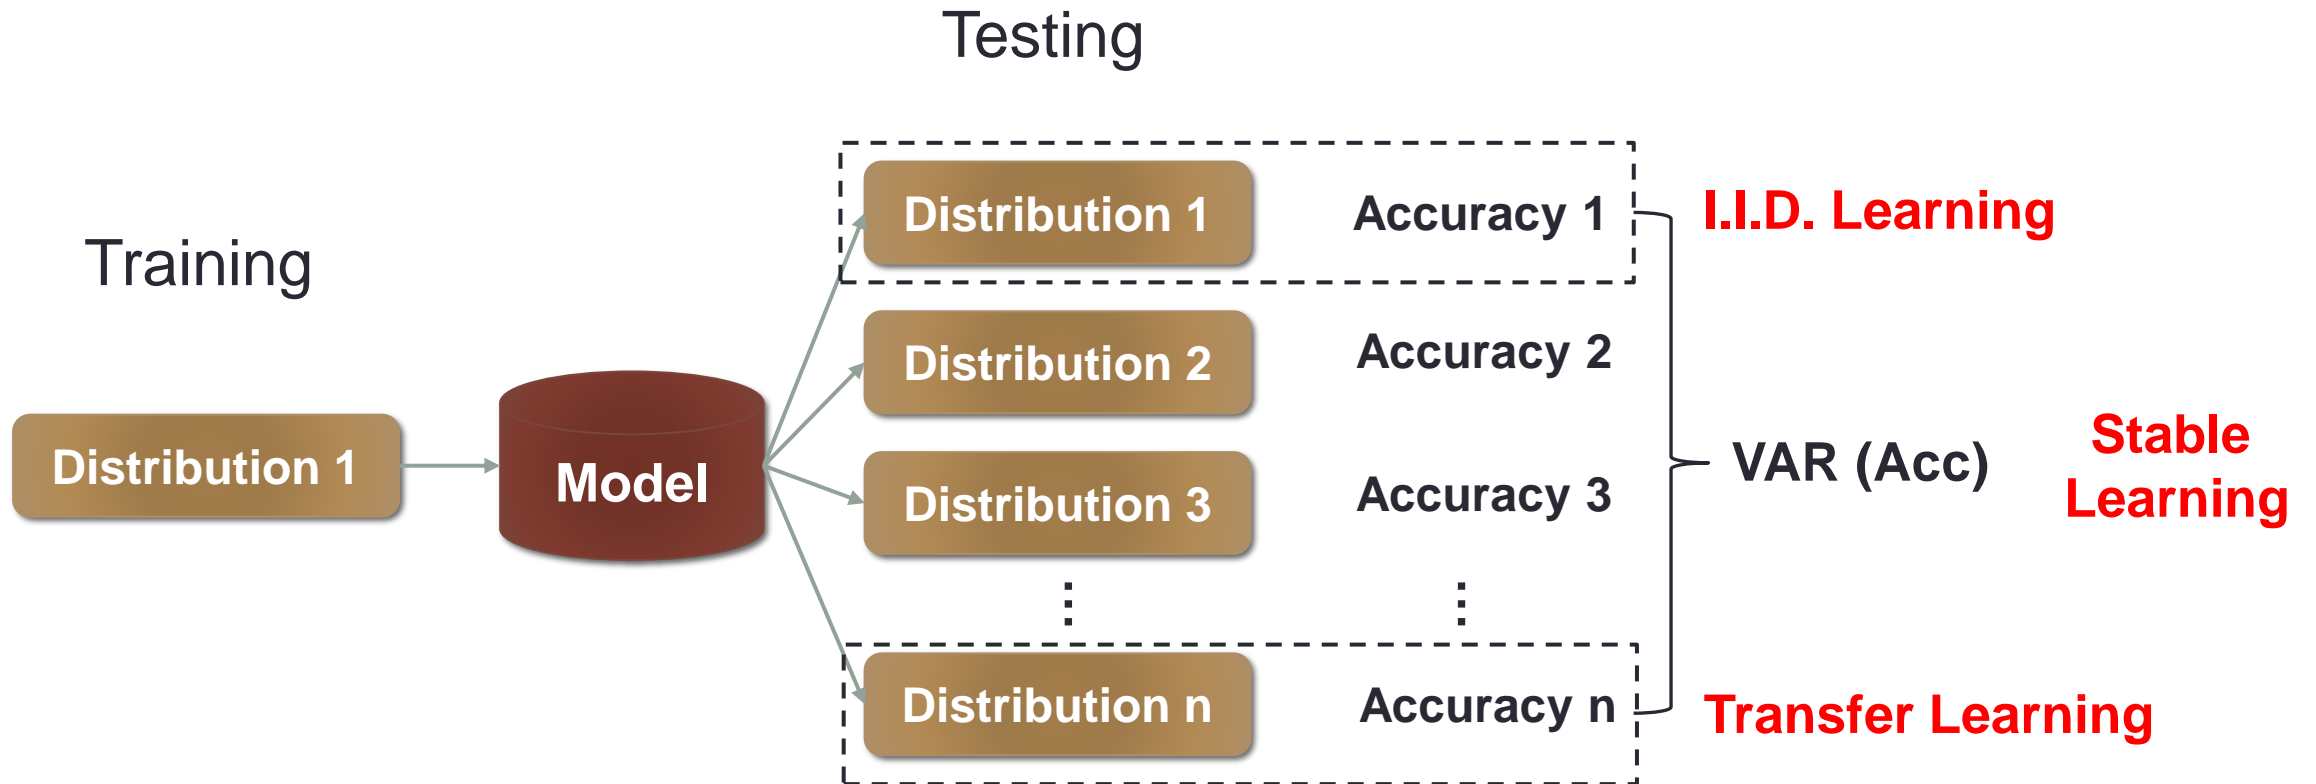 Testing
Training
Distribution 1
Model
Distribution 1 Accuracy 1 I.I.D. Learning
Distribution 2 Accuracy 2
Distribution 3 Accuracy 3
VAR (Acc)
Stable
Learning
Distribution n Accuracy n Transfer Learning